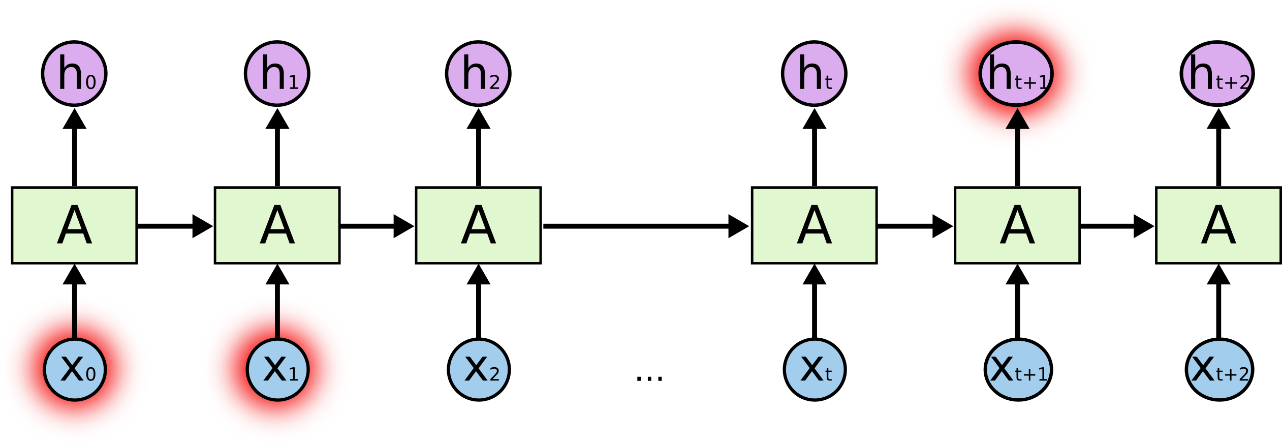 h₀ h₁ h₂ hₜ hₜ₊₁ hₜ₊₂
A A A A A A
x₀ x₁ x₂ ... xₜ xₜ₊₁ xₜ₊₂